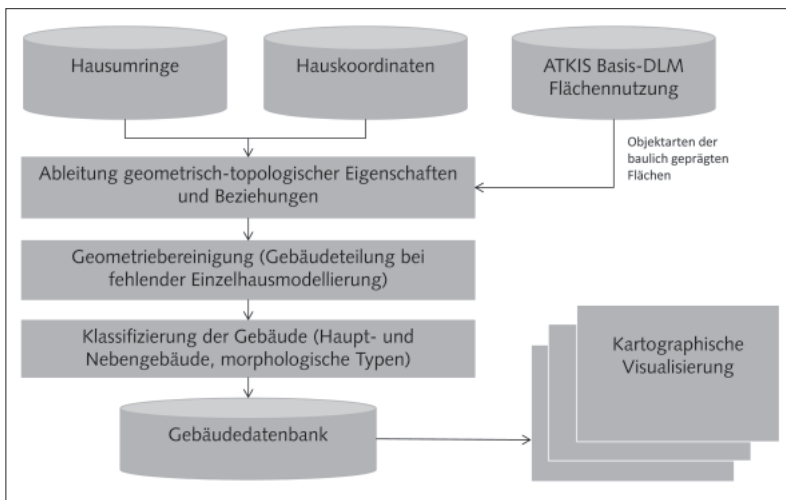 Hausumringe
Hauskoordinaten
ATKIS Basis-DLM
Flächennutzung
Objektarten der
baulich geprägten
Flächen
Ableitung geometrisch-topologischer Eigenschaften
und Beziehungen
Geometriebereinigung (Gebäudeteilung bei
fehlender Einzelhausmodellierung)
Klassifizierung der Gebäude (Haupt- und
Nebengebäude, morphologische Typen)
Kartographische
Visualisierung
Gebäudedatenbank